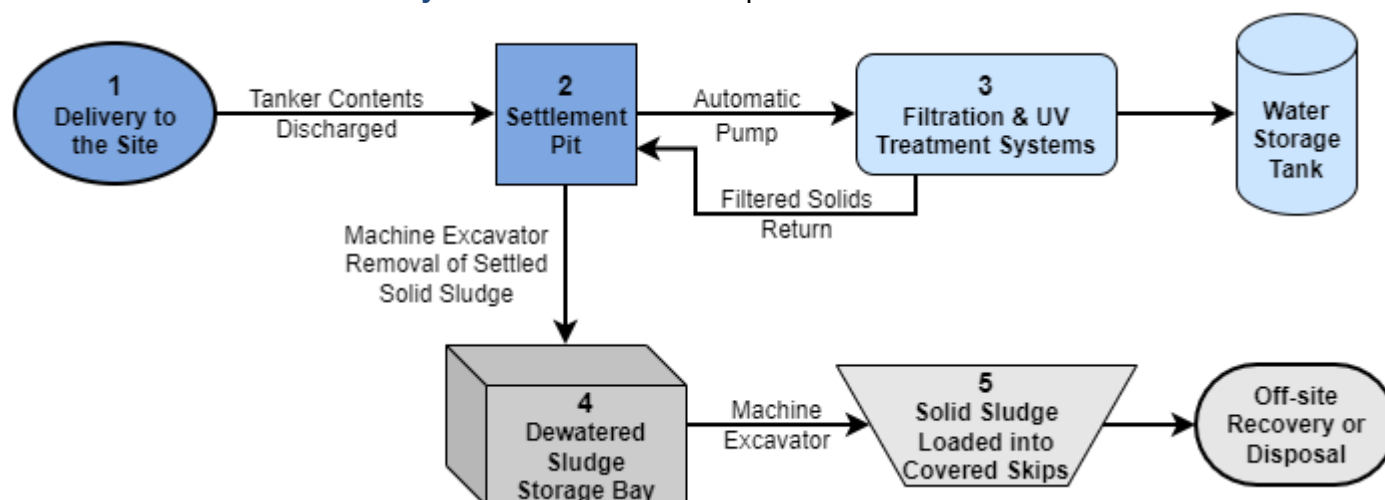 1
Delivery to
the Site
Tanker Contents
Discharged
2
Settlement
Pit
Automatic
Pump
3
Filtration & UV
Treatment Systems
Water
Storage
Tank
Filtered Solids
Return
Machine Excavator
Removal of Settled
Solid Sludge
4
Dewatered
Sludge
Storage Bay
Machine
Excavator
5
Solid Sludge
Loaded into
Covered Skips
Off-site
Recovery or
Disposal